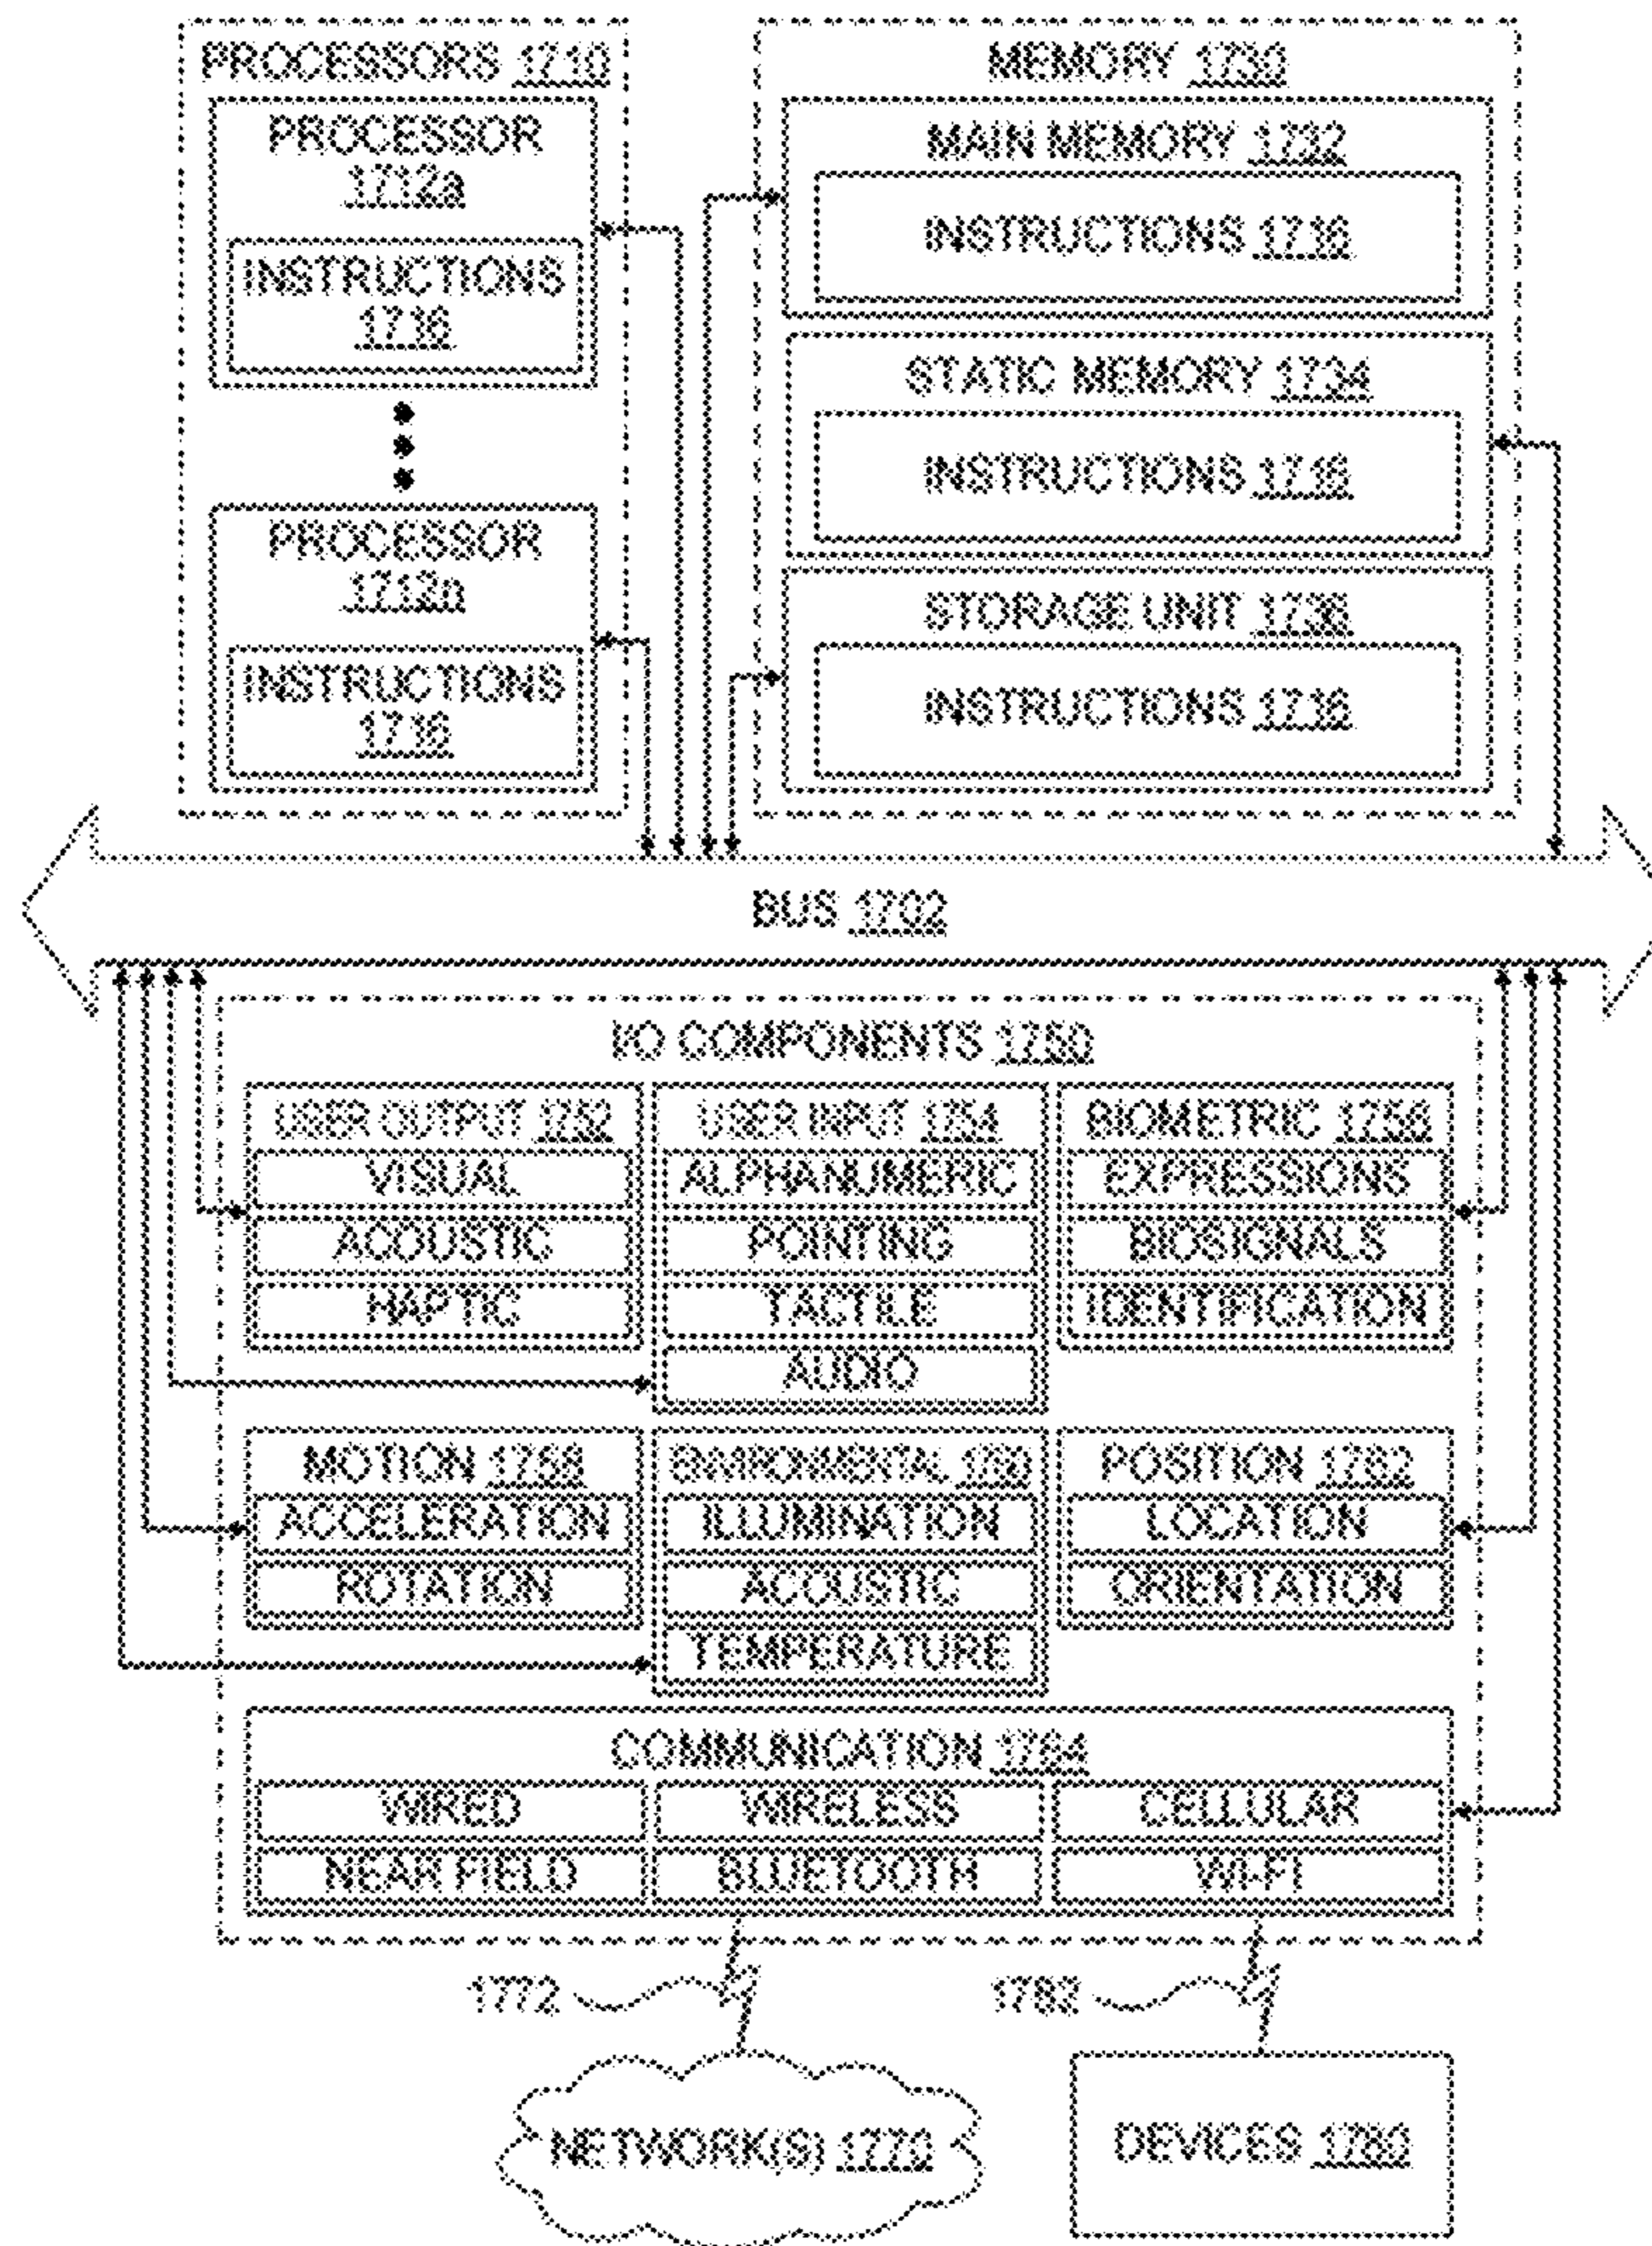 PROCESSORS 1710
PROCESSOR
1712a
INSTRUCTIONS
1716
PROCESSOR
1712n
INSTRUCTIONS
1716
MEMORY 1730
MAIN MEMORY 1732
INSTRUCTIONS 1716
STATIC MEMORY 1734
INSTRUCTIONS 1716
STORAGE UNIT 1736
INSTRUCTIONS 1716
BUS 1702
I/O COMPONENTS 1750
USER OUTPUT 1752
VISUAL
ACOUSTIC
HAPTIC
USER INPUT 1754
ALPHANUMERIC
POINTING
TACTILE
AUDIO
BIOMETRIC 1756
EXPRESSIONS
BIOSIGNALS
IDENTIFICATION
MOTION 1758
ACCELERATION
ROTATION
ENVIRONMENTAL 1760
ILLUMINATION
ACOUSTIC
TEMPERATURE
POSITION 1762
LOCATION
ORIENTATION
COMMUNICATION 1764
WIRED
WIRELESS
CELLULAR
NEAR FIELD
BLUETOOTH
WI-FI
1772
1782
NETWORK(S) 1770
DEVICES 1780